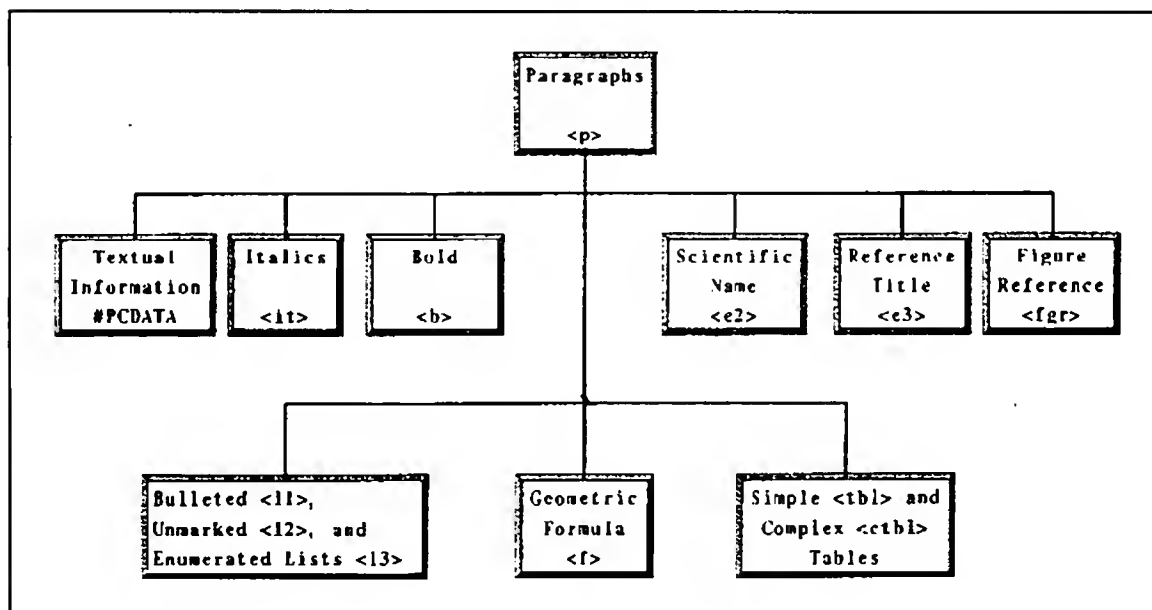 Paragraphs
<p>
Textual
Information
#PCDATA
Italics
<it>
Bold
<b>
Scientific
Name
<e2>
Reference
Title
<e3>
Figure
Reference
<fgr>
Bulleted <l1>,
Unmarked <l2>, and
Enumerated Lists <l3>
Geometric
Formula
<f>
Simple <tbl> and
Complex <ctbl>
Tables